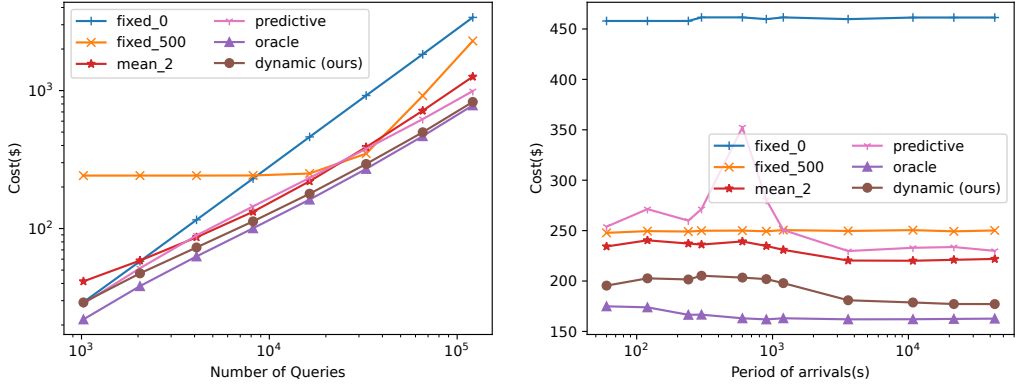 fixed_0
fixed_500
mean_2
predictive
oracle
dynamic (ours)
10³
10²
Cost($)
10³
10⁴
10⁵
Number of Queries
450
400
350
300
250
200
150
Cost($)
fixed_0
fixed_500
mean_2
predictive
oracle
dynamic (ours)
10²
10³
10⁴
Period of arrivals(s)